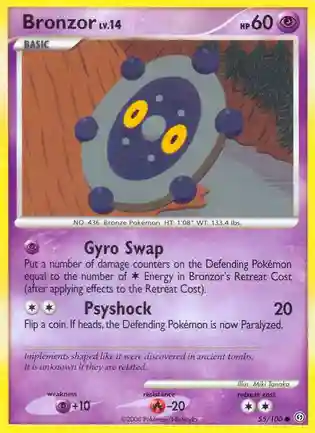 Bronzor LV.14 HP 60
BASIC
NO. 436 Bronze Pokémon HT: 1'08" WT: 133.4 lbs.
Gyro Swap
Put a number of damage counters on the Defending Pokémon
equal to the number of Energy in Bronzor's Retreat Cost
(after applying effects to the Retreat Cost).
Psyshock 20
Flip a coin. If heads, the Defending Pokémon is now Paralyzed.
Implements shaped like it were discovered in ancient tombs.
It is unknown if they are related.
Illus. Miki Tanaka
weakness resistance retreat cost
+10 -20
Pokémon/Nintendo 55/100